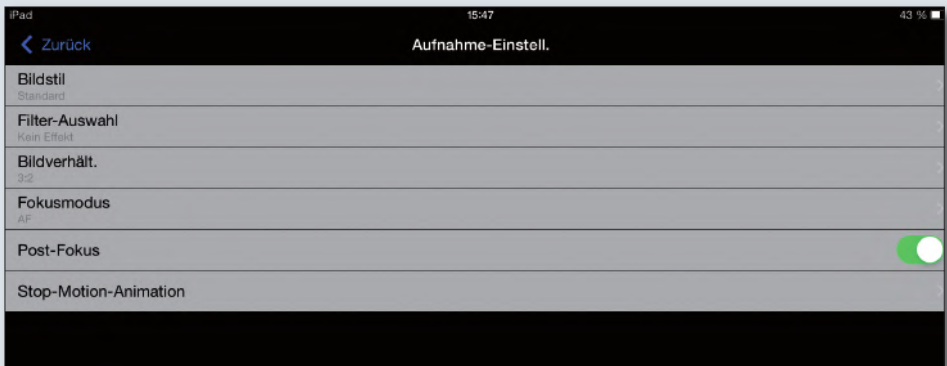 iPad 15:47 43 %
Zurück Aufnahme-Einstell.
Bildstil
Standard
Filter-Auswahl
Kein Effekt
Bildverhält.
3:2
Fokusmodus
AF
Post-Fokus
Stop-Motion-Animation